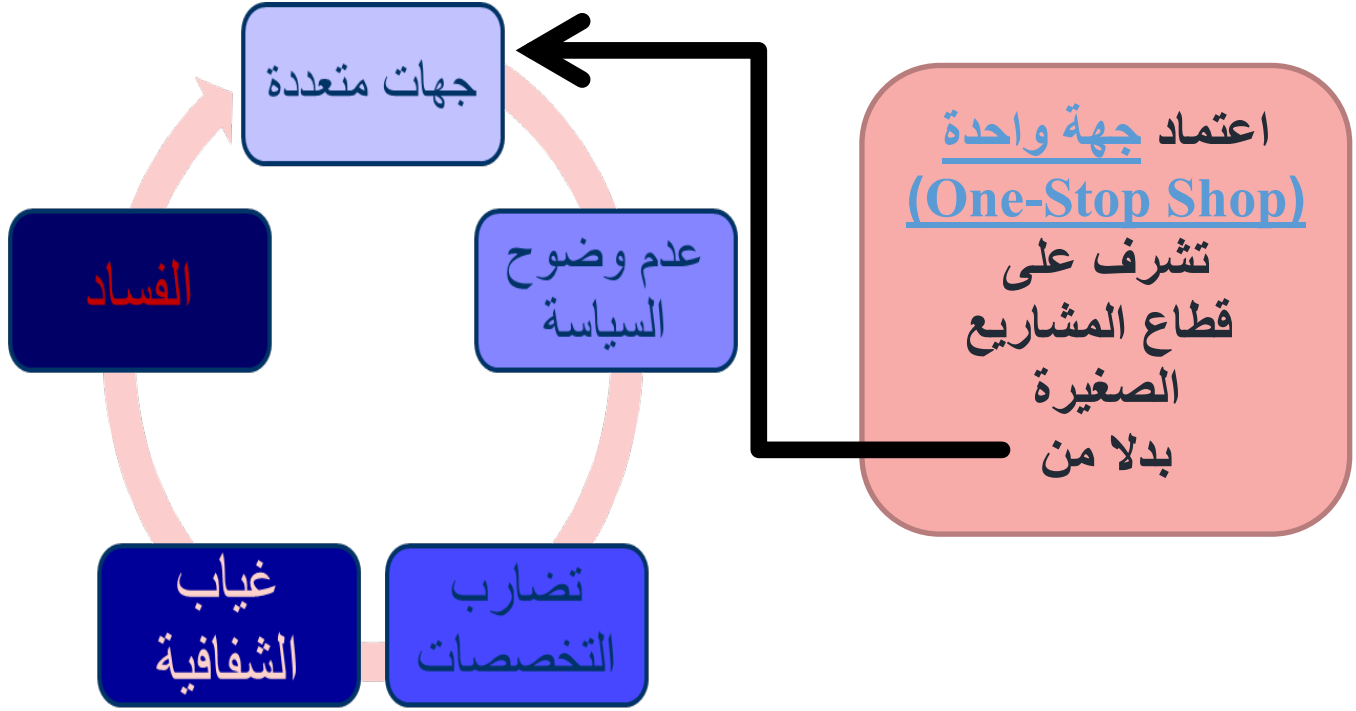 جهات متعددة
عدم وضوح
السياسة
تضارب
التخصصات
غياب
الشفافية
الفساد
اعتماد جهة واحدة
(One-Stop Shop)
تشرف على
قطاع المشاريع
الصغيرة
بدلا من